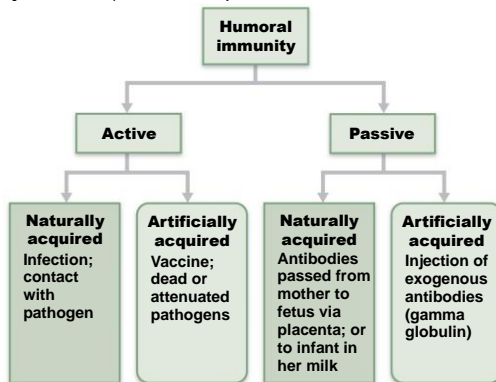 Humoral
immunity
Active
Passive
Naturally
acquired
Infection;
contact
with
pathogen
Artificially
acquired
Vaccine;
dead or
attenuated
pathogens
Naturally
acquired
Antibodies
passed from
mother to
fetus via
placenta; or
to infant in
her milk
Artificially
acquired
Injection of
exogenous
antibodies
(gamma
globulin)